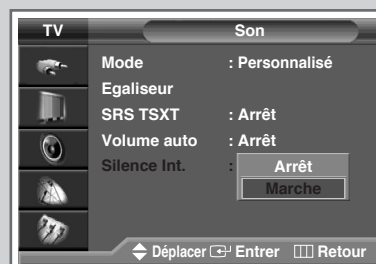 TV Son
Mode : Personnalisé
Egaliseur
SRS TSXT : Arrêt
Volume auto : Arrêt
Silence Int. : Arrêt
Marche
Déplacer Entrer Retour